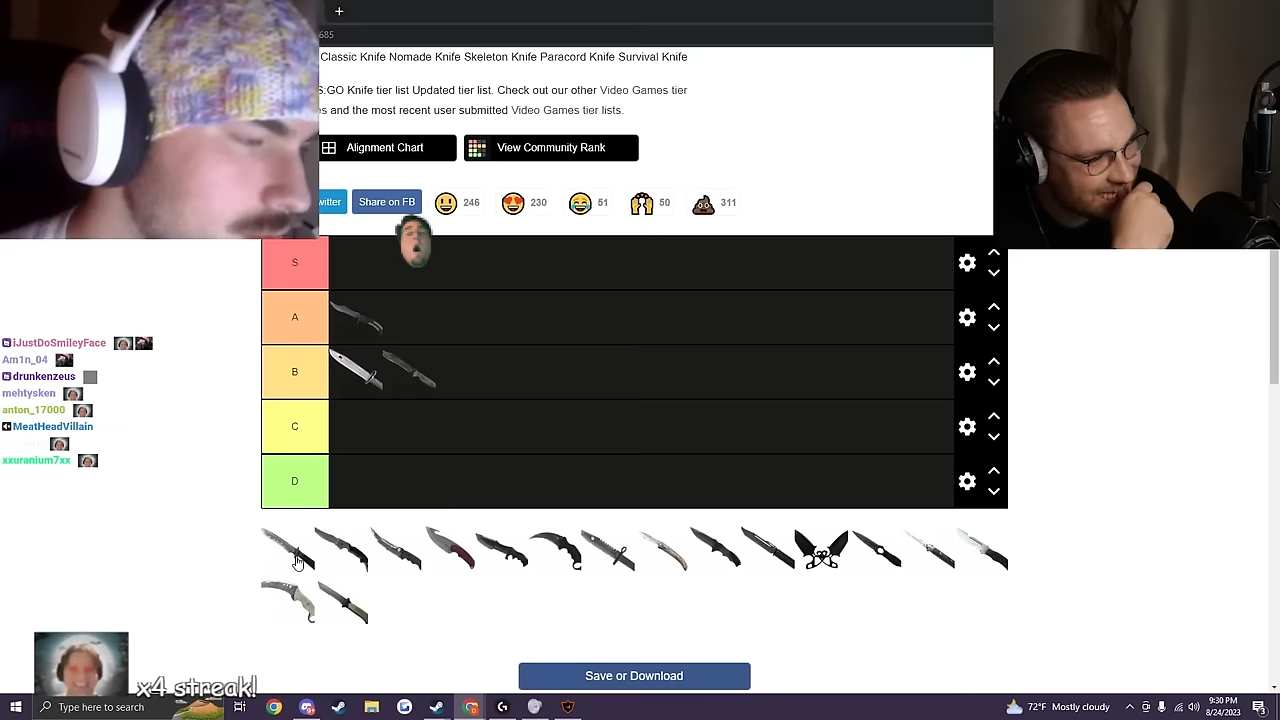 685
Classic Knife Nomade Knife Skeleton Knife Paracord Knife Survival Knife
S:GO Knife tier list Updated tier list. Check out our other Video Games tier
s and the most recent user submitted Video Games tier lists.
Alignment Chart
View Community Rank
witter
Share on FB
246
230
51
50
311
S
A
B
C
D
iJustDoSmileyFace
Am1n_04
drunkenzeus
mehtysken
anton_17000
MeatHeadVillain
xxuranium7xx
Save or Download
x4 streak!
Type here to search
72°F Mostly cloudy
9:30 PM
8/24/2023